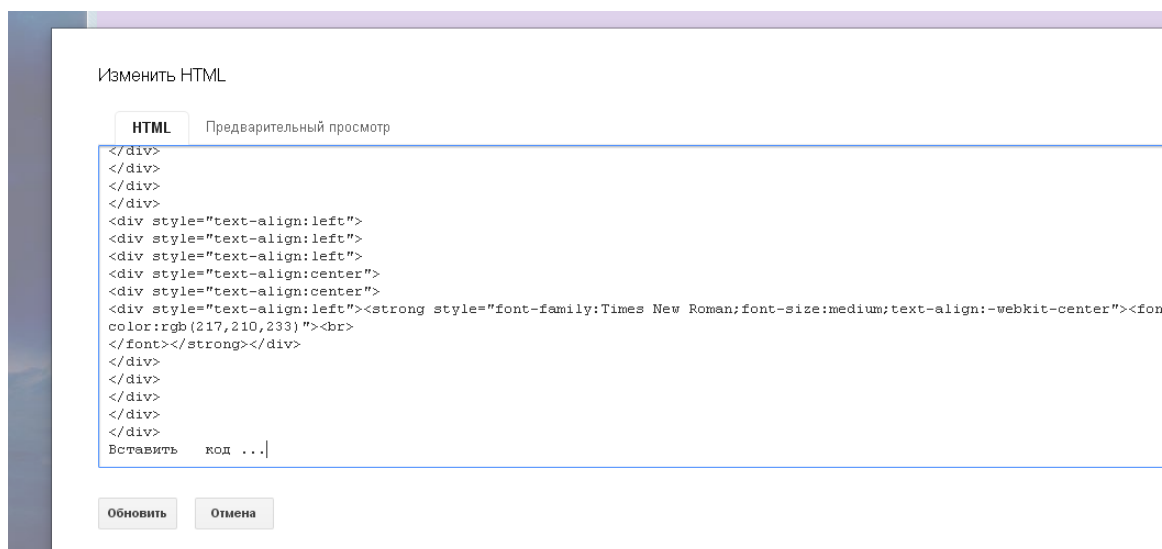 Изменить HTML
HTML Предварительный просмотр
</div>
</div>
</div>
</div>
<div style="text-align:left">
<div style="text-align:left">
<div style="text-align:left">
<div style="text-align:center">
<div style="text-align:center">
<div style="text-align:left"><strong style="font-family:Times New Roman;font-size:medium;text-align:-webkit-center"><fon
color:rgb(217,210,233)"><br>
</font></strong></div>
</div>
</div>
</div>
</div>
</div>
Вставить код ...
Обновить Отмена